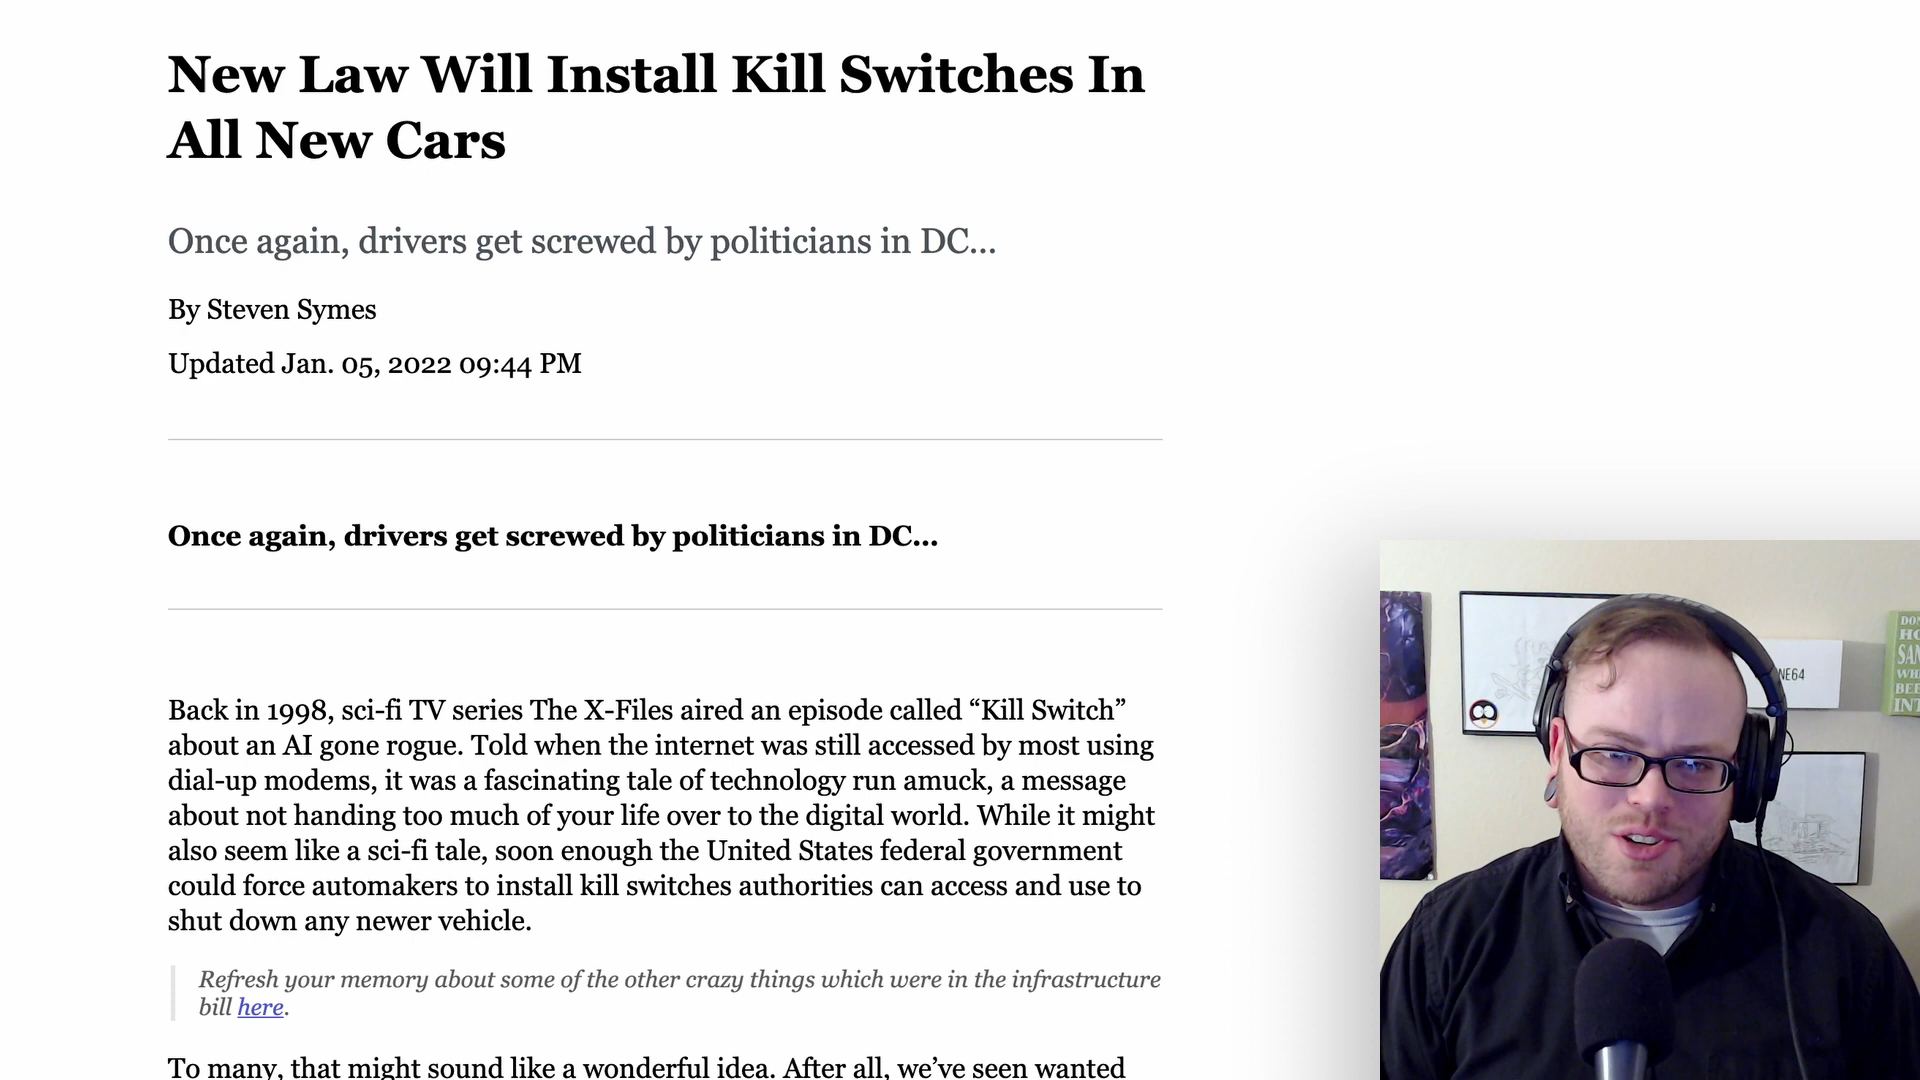 New Law Will Install Kill Switches In
All New Cars
Once again, drivers get screwed by politicians in DC...
By Steven Symes
Updated Jan. 05, 2022 09:44 PM
Once again, drivers get screwed by politicians in DC...
Back in 1998, sci-fi TV series The X-Files aired an episode called “Kill Switch”
about an AI gone rogue. Told when the internet was still accessed by most using
dial-up modems, it was a fascinating tale of technology run amuck, a message
about not handing too much of your life over to the digital world. While it might
also seem like a sci-fi tale, soon enough the United States federal government
could force automakers to install kill switches authorities can access and use to
shut down any newer vehicle.
Refresh your memory about some of the other crazy things which were in the infrastructure
bill here.
To many, that might sound like a wonderful idea. After all, we’ve seen wanted
NE64